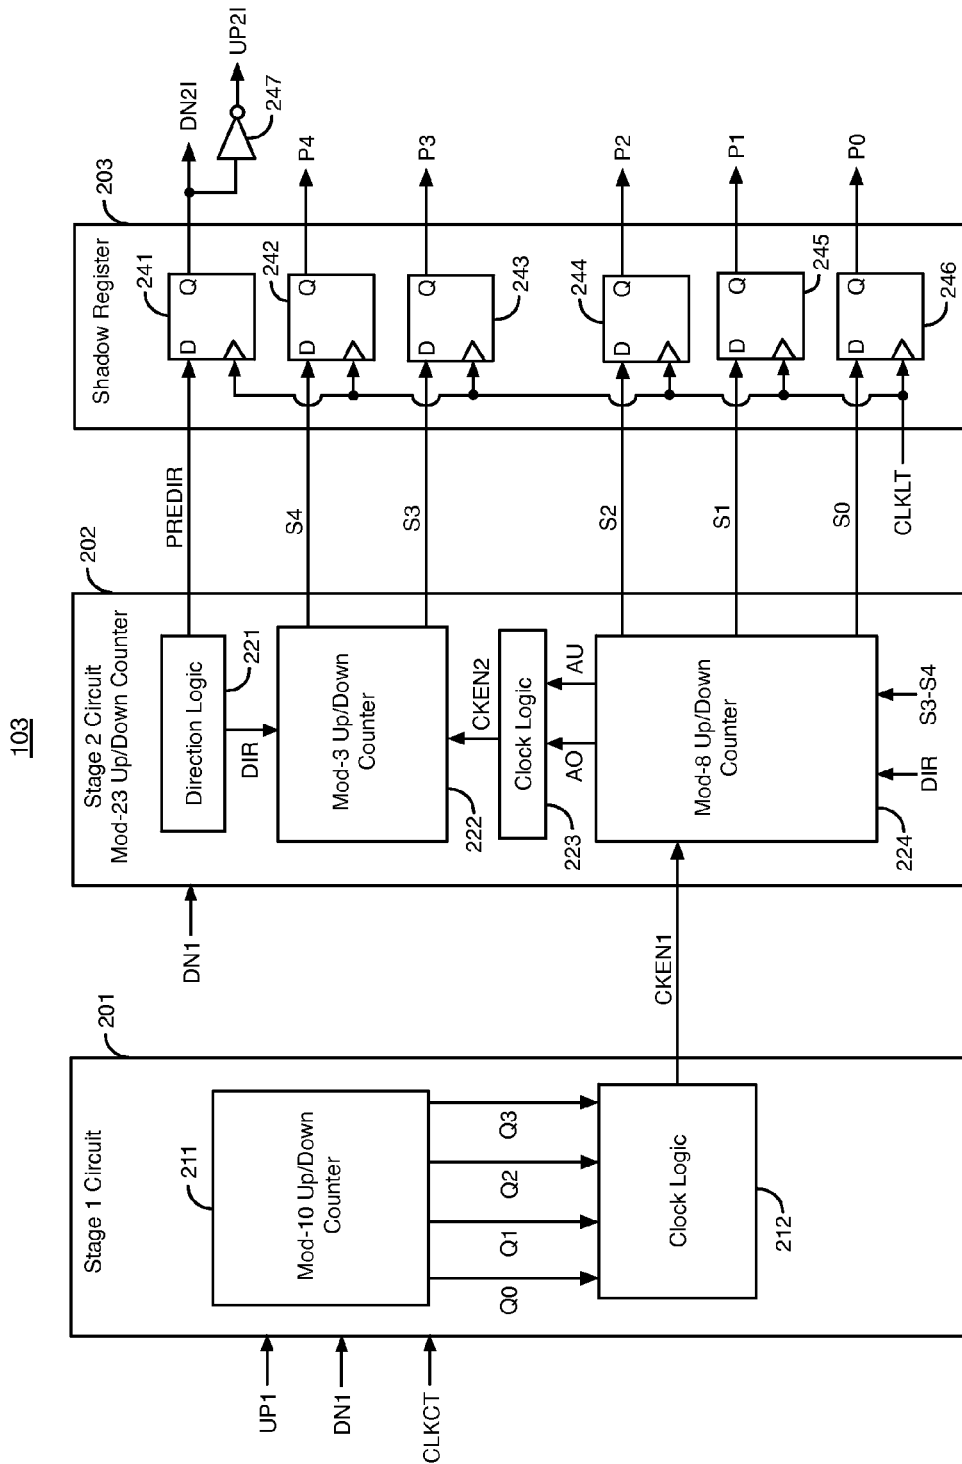 103
Stage 1 Circuit
201
UP1
DN1
CLKCT
211
Mod-10 Up/Down
Counter
Q0
Q1
Q2
Q3
Clock Logic
212
CKEN1
Stage 2 Circuit
Mod-23 Up/Down Counter
202
DN1
Direction Logic
221
DIR
Mod-3 Up/Down
Counter
222
CKEN2
Clock Logic
223
AO
AU
Mod-8 Up/Down
Counter
224
DIR
S3-S4
PREDIR
S4
S3
S2
S1
S0
CLKLT
Shadow Register
203
241
D
Q
242
D
Q
243
D
Q
244
D
Q
245
D
Q
246
D
Q
DN2I
UP2I
247
P4
P3
P2
P1
P0